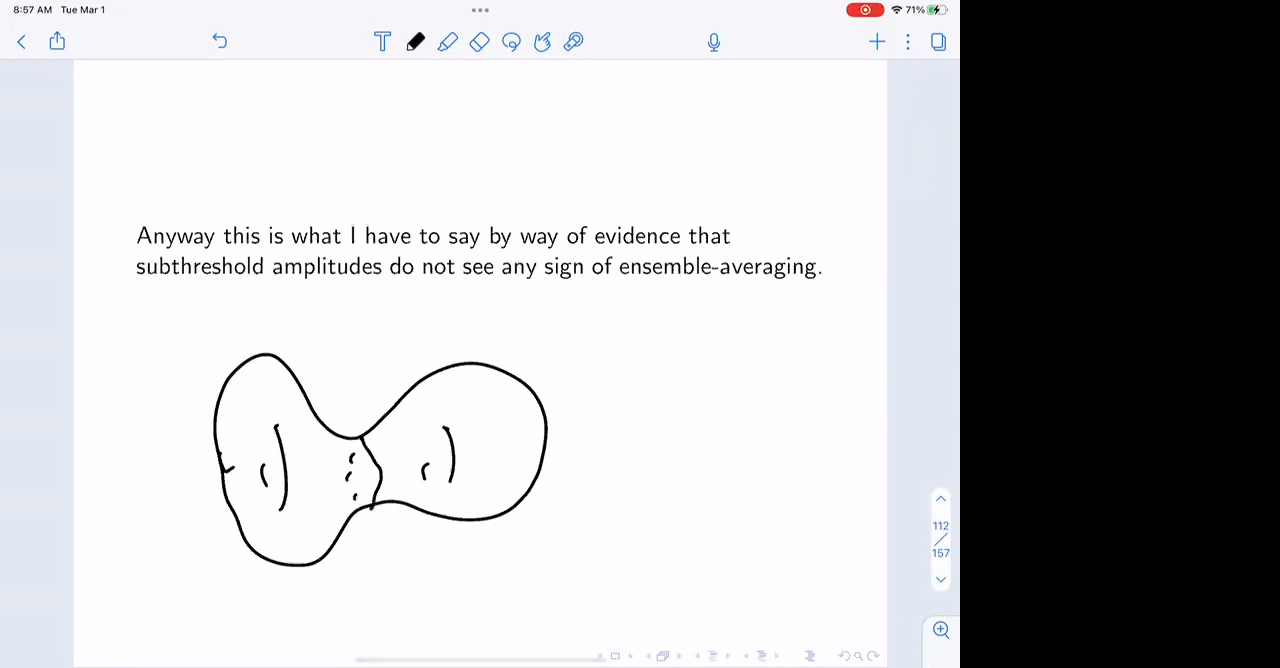 8:57 AM Tue Mar 1
71%
T
Anyway this is what I have to say by way of evidence that
subthreshold amplitudes do not see any sign of ensemble-averaging.
112
157